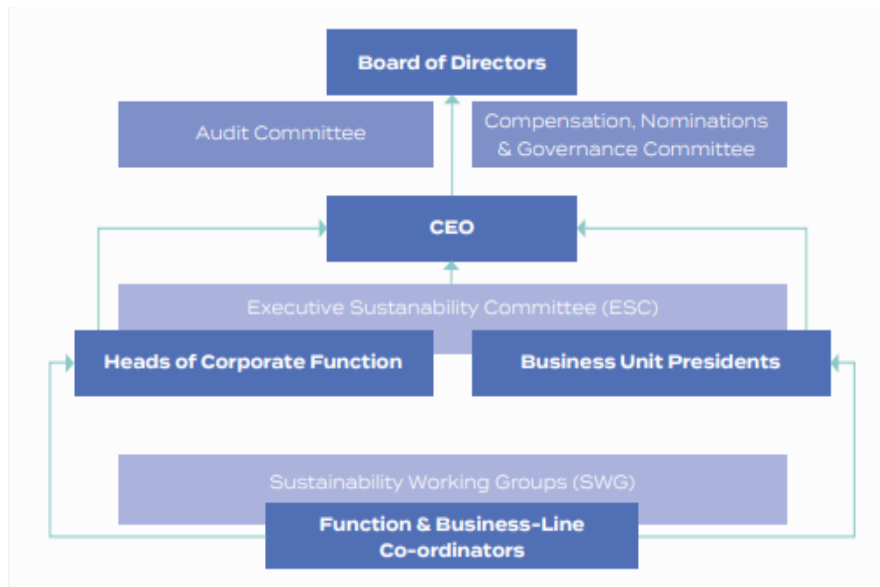 Board of Directors
Audit Committee
Compensation, Nominations
& Governance Committee
CEO
Executive Sustanability Committee (ESC)
Heads of Corporate Function
Business Unit Presidents
Sustainability Working Groups (SWG)
Function & Business-Line
Co-ordinators